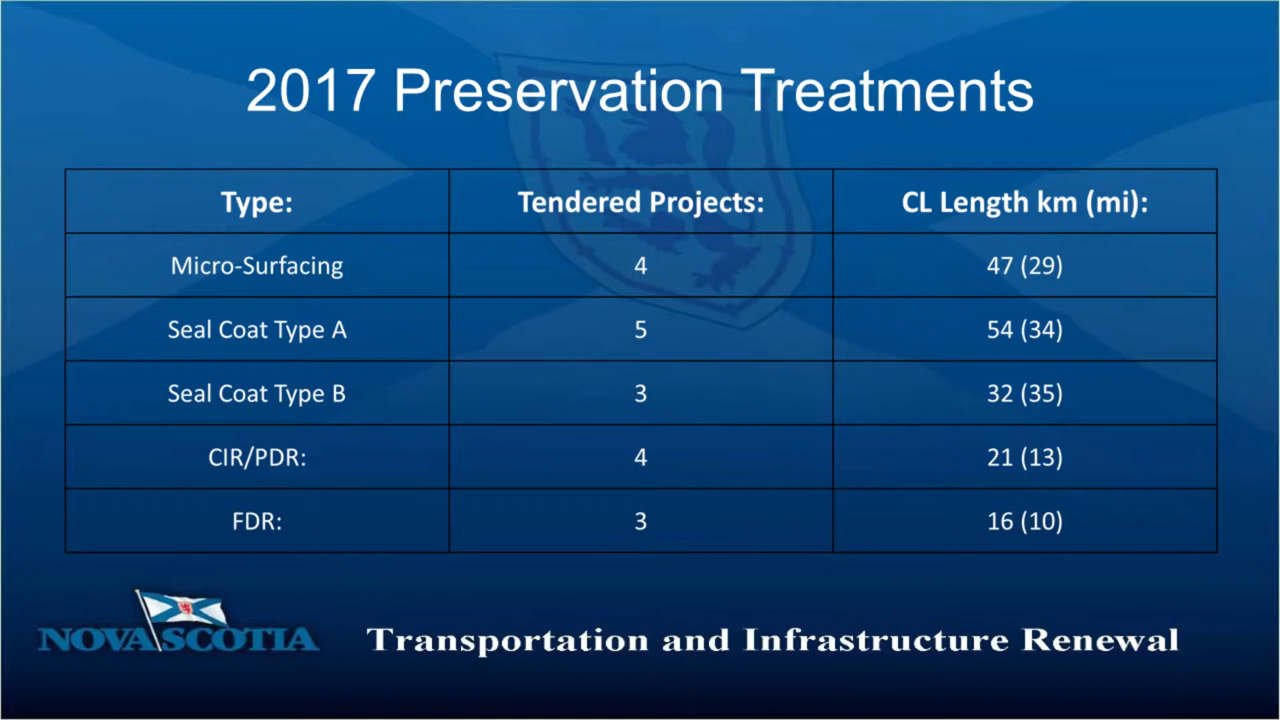 2017 Preservation Treatments
Type: Tendered Projects: CL Length km (mi):
Micro-Surfacing 4 47 (29)
Seal Coat Type A 5 54 (34)
Seal Coat Type B 3 32 (35)
CIR/PDR: 4 21 (13)
FDR: 3 16 (10)
NOVA SCOTIA Transportation and Infrastructure Renewal